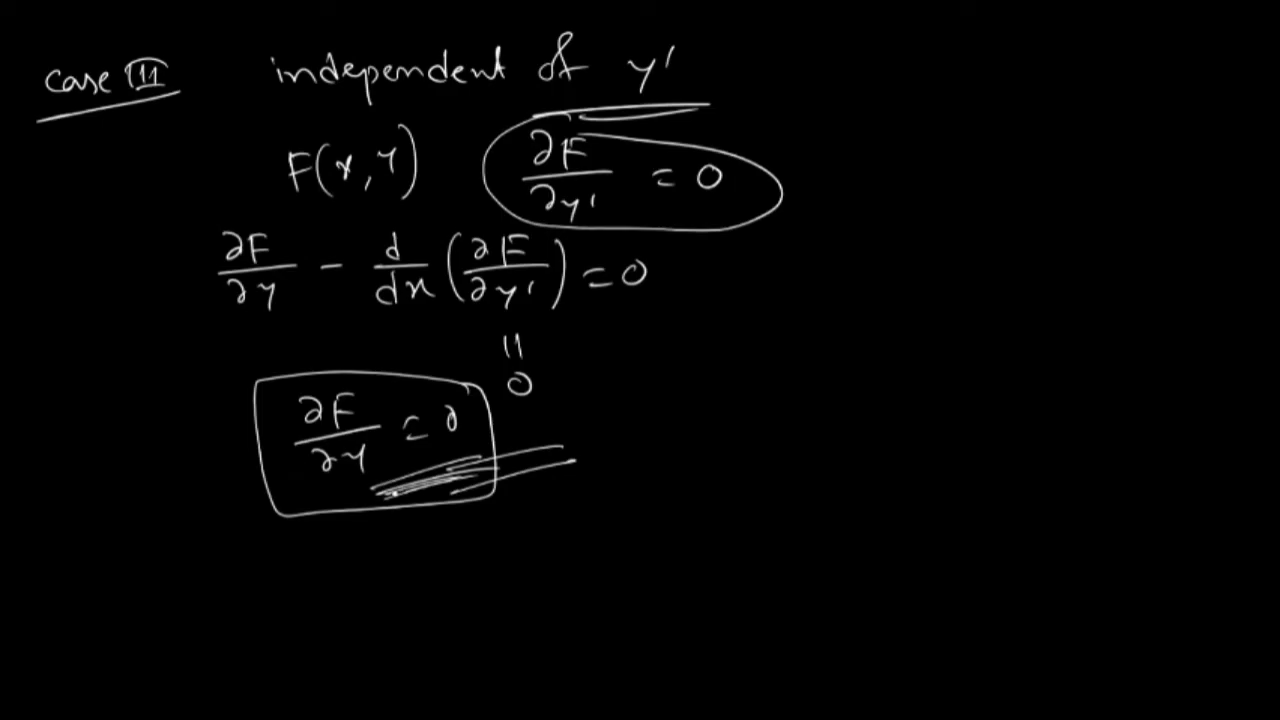 Case III independent of y'
F(x, y) ∂F/∂y' = 0
∂F/∂y - d/dx (∂F/∂y') = 0
||
0
∂F/∂y = 0